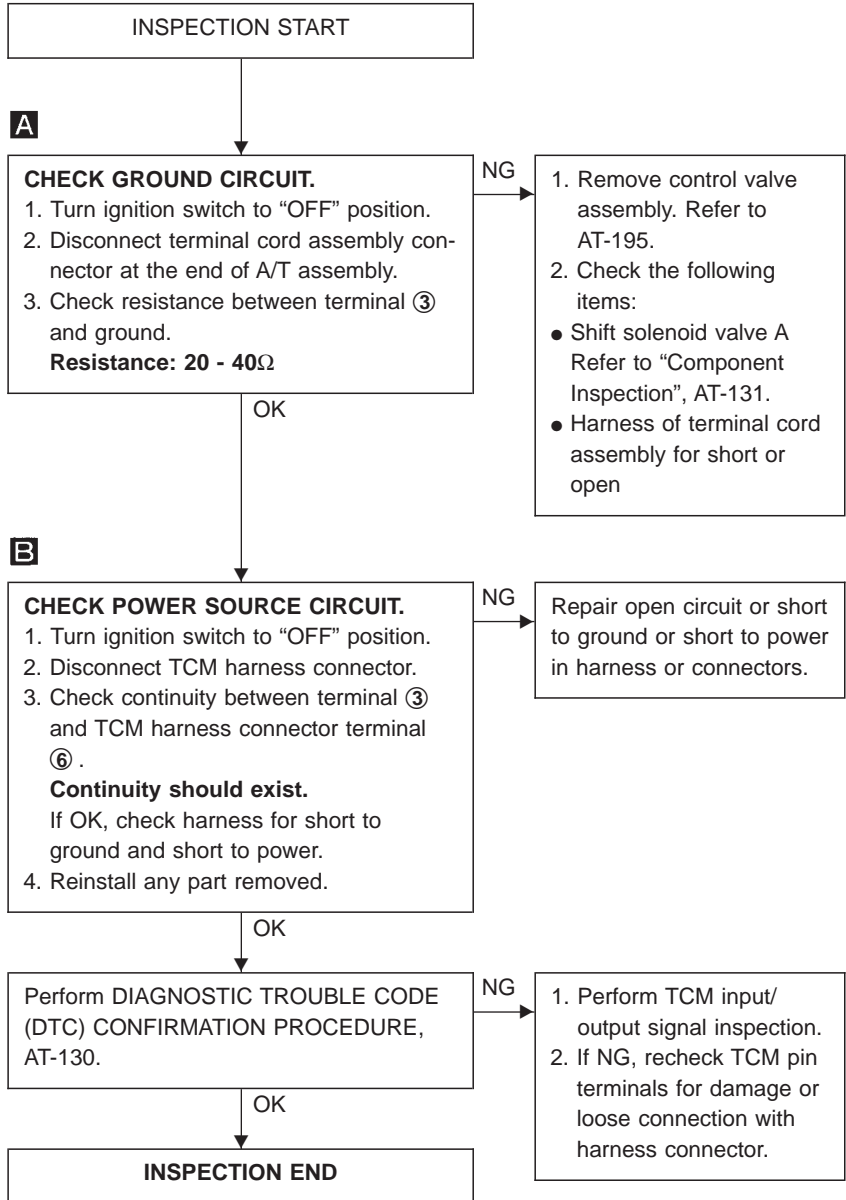 INSPECTION START
A
CHECK GROUND CIRCUIT.
1. Turn ignition switch to “OFF” position.
2. Disconnect terminal cord assembly con-
nector at the end of A/T assembly.
3. Check resistance between terminal ③
and ground.
Resistance: 20 - 40Ω
NG
1. Remove control valve
assembly. Refer to
AT-195.
2. Check the following
items:
● Shift solenoid valve A
Refer to “Component
Inspection”, AT-131.
● Harness of terminal cord
assembly for short or
open
OK
B
CHECK POWER SOURCE CIRCUIT.
1. Turn ignition switch to “OFF” position.
2. Disconnect TCM harness connector.
3. Check continuity between terminal ③
and TCM harness connector terminal
⑥ .
Continuity should exist.
If OK, check harness for short to
ground and short to power.
4. Reinstall any part removed.
NG
Repair open circuit or short
to ground or short to power
in harness or connectors.
OK
Perform DIAGNOSTIC TROUBLE CODE
(DTC) CONFIRMATION PROCEDURE,
AT-130.
NG
1. Perform TCM input/
output signal inspection.
2. If NG, recheck TCM pin
terminals for damage or
loose connection with
harness connector.
OK
INSPECTION END